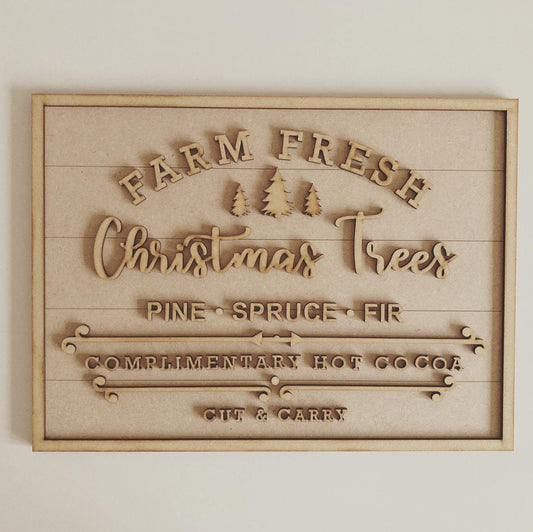 FARM FRESH
Christmas Trees
PINE • SPRUCE • FIR
COMPLIMENTARY HOT COCOA
CUT & CARRY